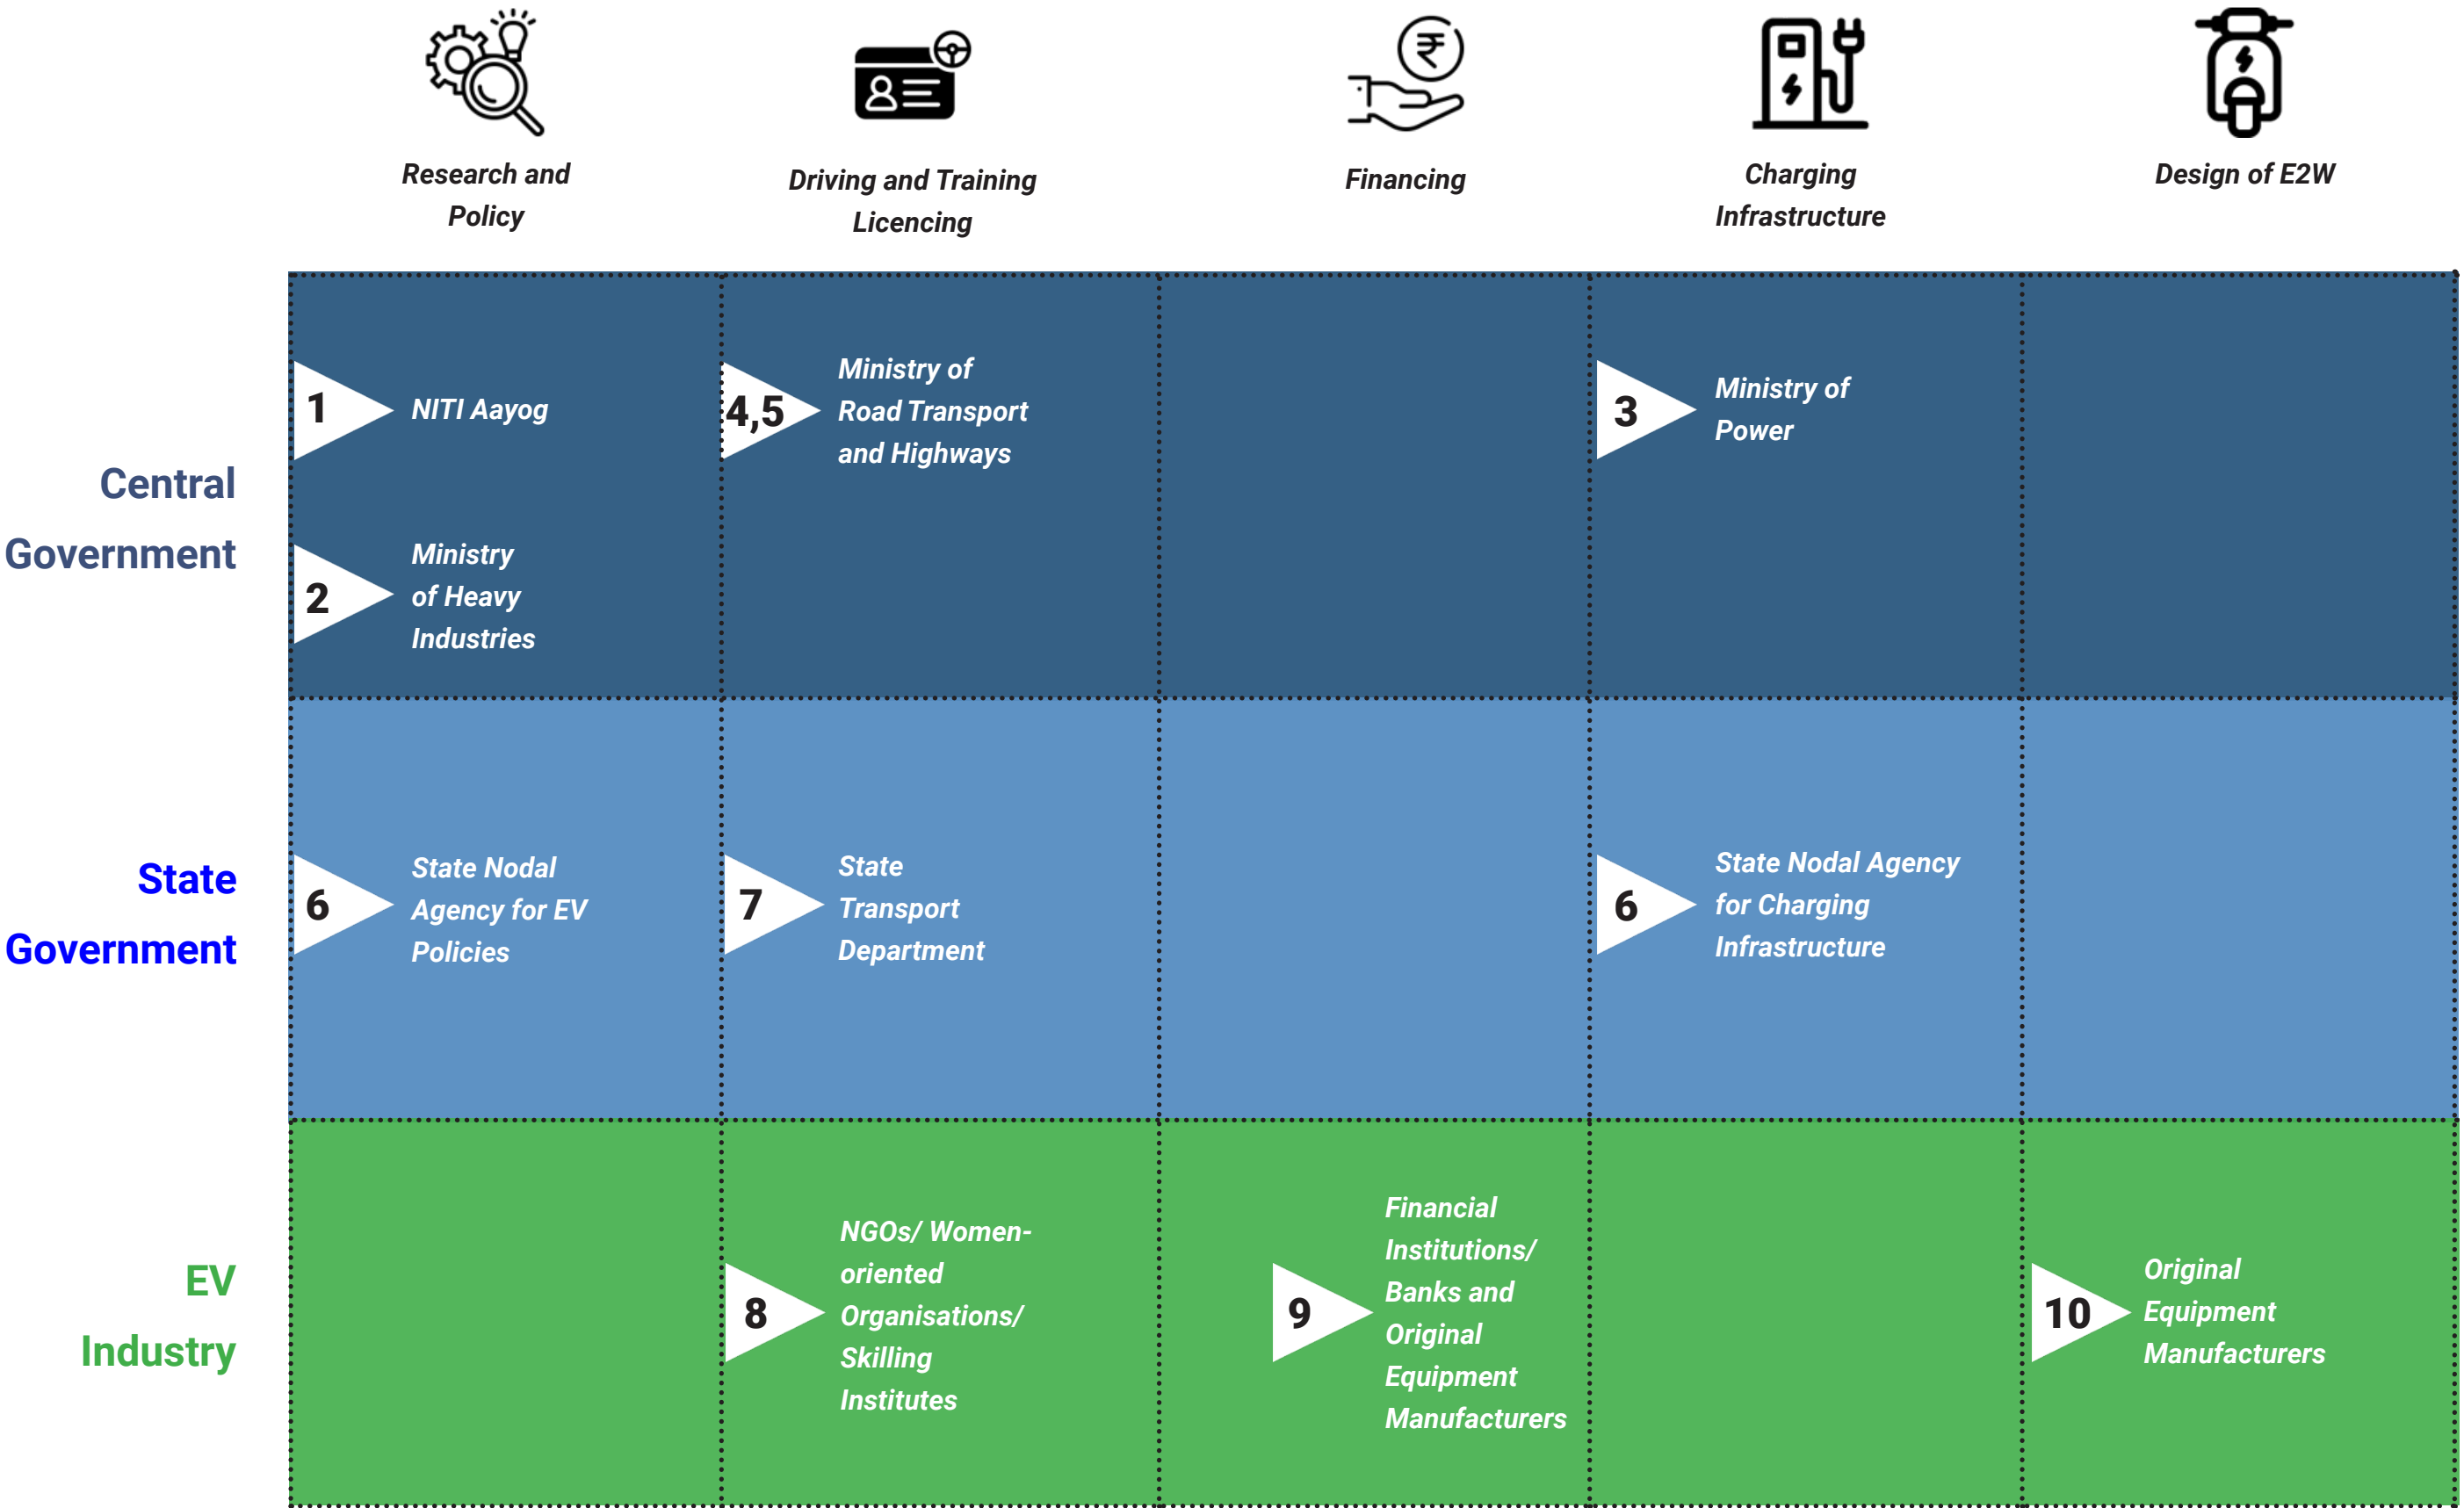 Research and
Policy
Driving and Training
Licencing
Financing
Charging
Infrastructure
Design of E2W
Central
Government
1
NITI Aayog
2
Ministry
of Heavy
Industries
4,5
Ministry of
Road Transport
and Highways
3
Ministry of
Power
State
Government
6
State Nodal
Agency for EV
Policies
7
State
Transport
Department
6
State Nodal Agency
for Charging
Infrastructure
EV
Industry
8
NGOs/ Women-
oriented
Organisations/
Skilling
Institutes
9
Financial
Institutions/
Banks and
Original
Equipment
Manufacturers
10
Original
Equipment
Manufacturers